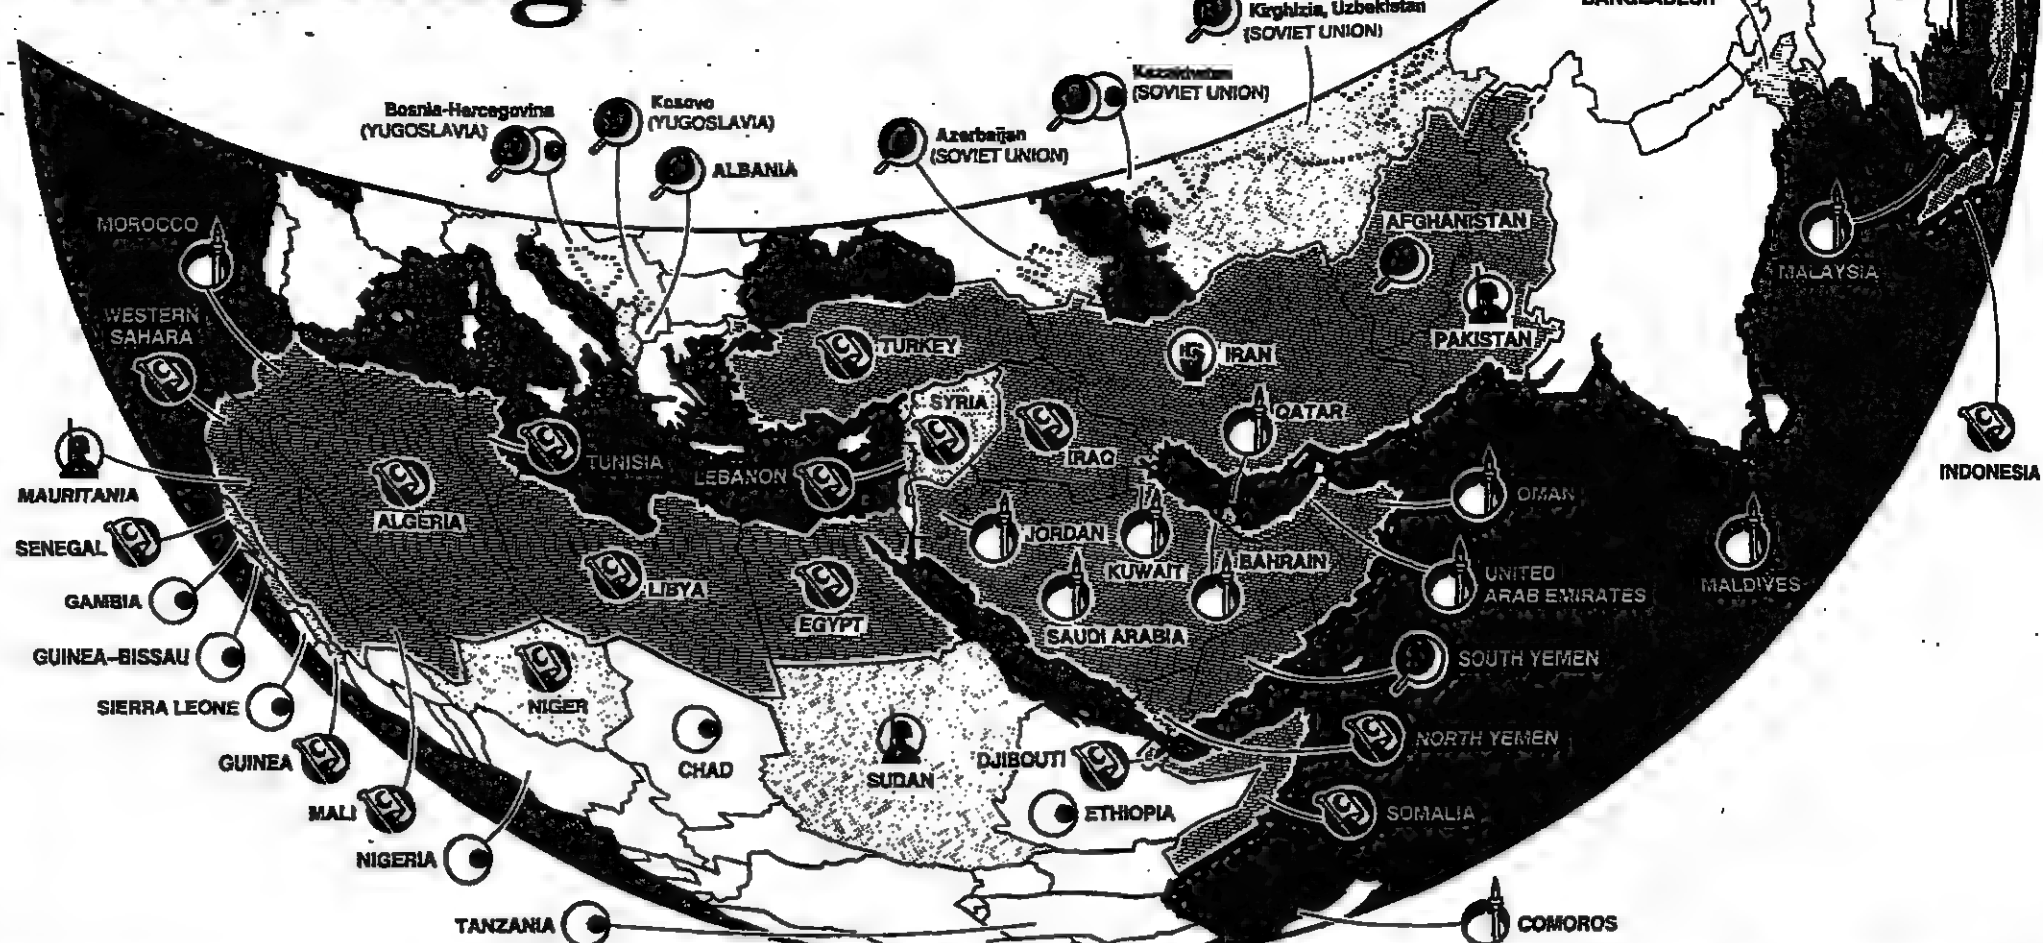 Kirghizia, Uzbekistan
(SOVIET UNION)
BANGLADESH
Kazakhstan
(SOVIET UNION)
Bosnia-Hercegovina
(YUGOSLAVIA)
Kosovo
(YUGOSLAVIA)
Azerbaijan
(SOVIET UNION)
ALBANIA
MOROCCO
AFGHANISTAN
MALAYSIA
WESTERN
SAHARA
TURKEY
IRAN
PAKISTAN
SYRIA
QATAR
TUNISIA
LEBANON
IRAQ
INDONESIA
MAURITANIA
OMAN
ALGERIA
JORDAN
SENEGAL
KUWAIT
BAHRAIN
UNITED
ARAB EMIRATES
MALDIVES
GAMBIA
LIBYA
EGYPT
SAUDI ARABIA
GUINEA-BISSAU
SOUTH YEMEN
SIERRA LEONE
NIGER
NORTH YEMEN
GUINEA
CHAD
SUDAN
DJIBOUTI
MALI
ETHIOPIA
SOMALIA
NIGERIA
TANZANIA
COMOROS